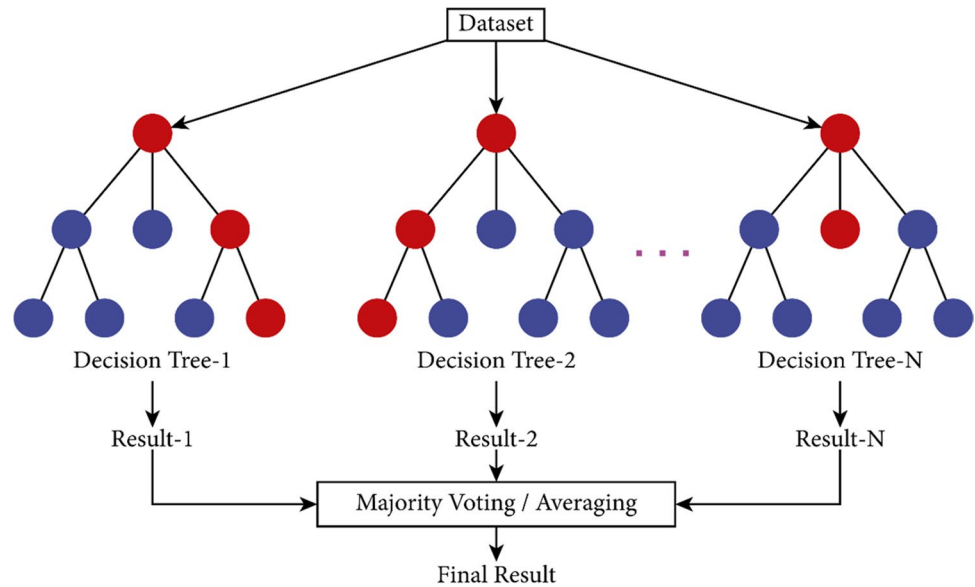 Dataset
Decision Tree-1
Decision Tree-2
Decision Tree-N
Result-1
Result-2
Result-N
Majority Voting / Averaging
Final Result